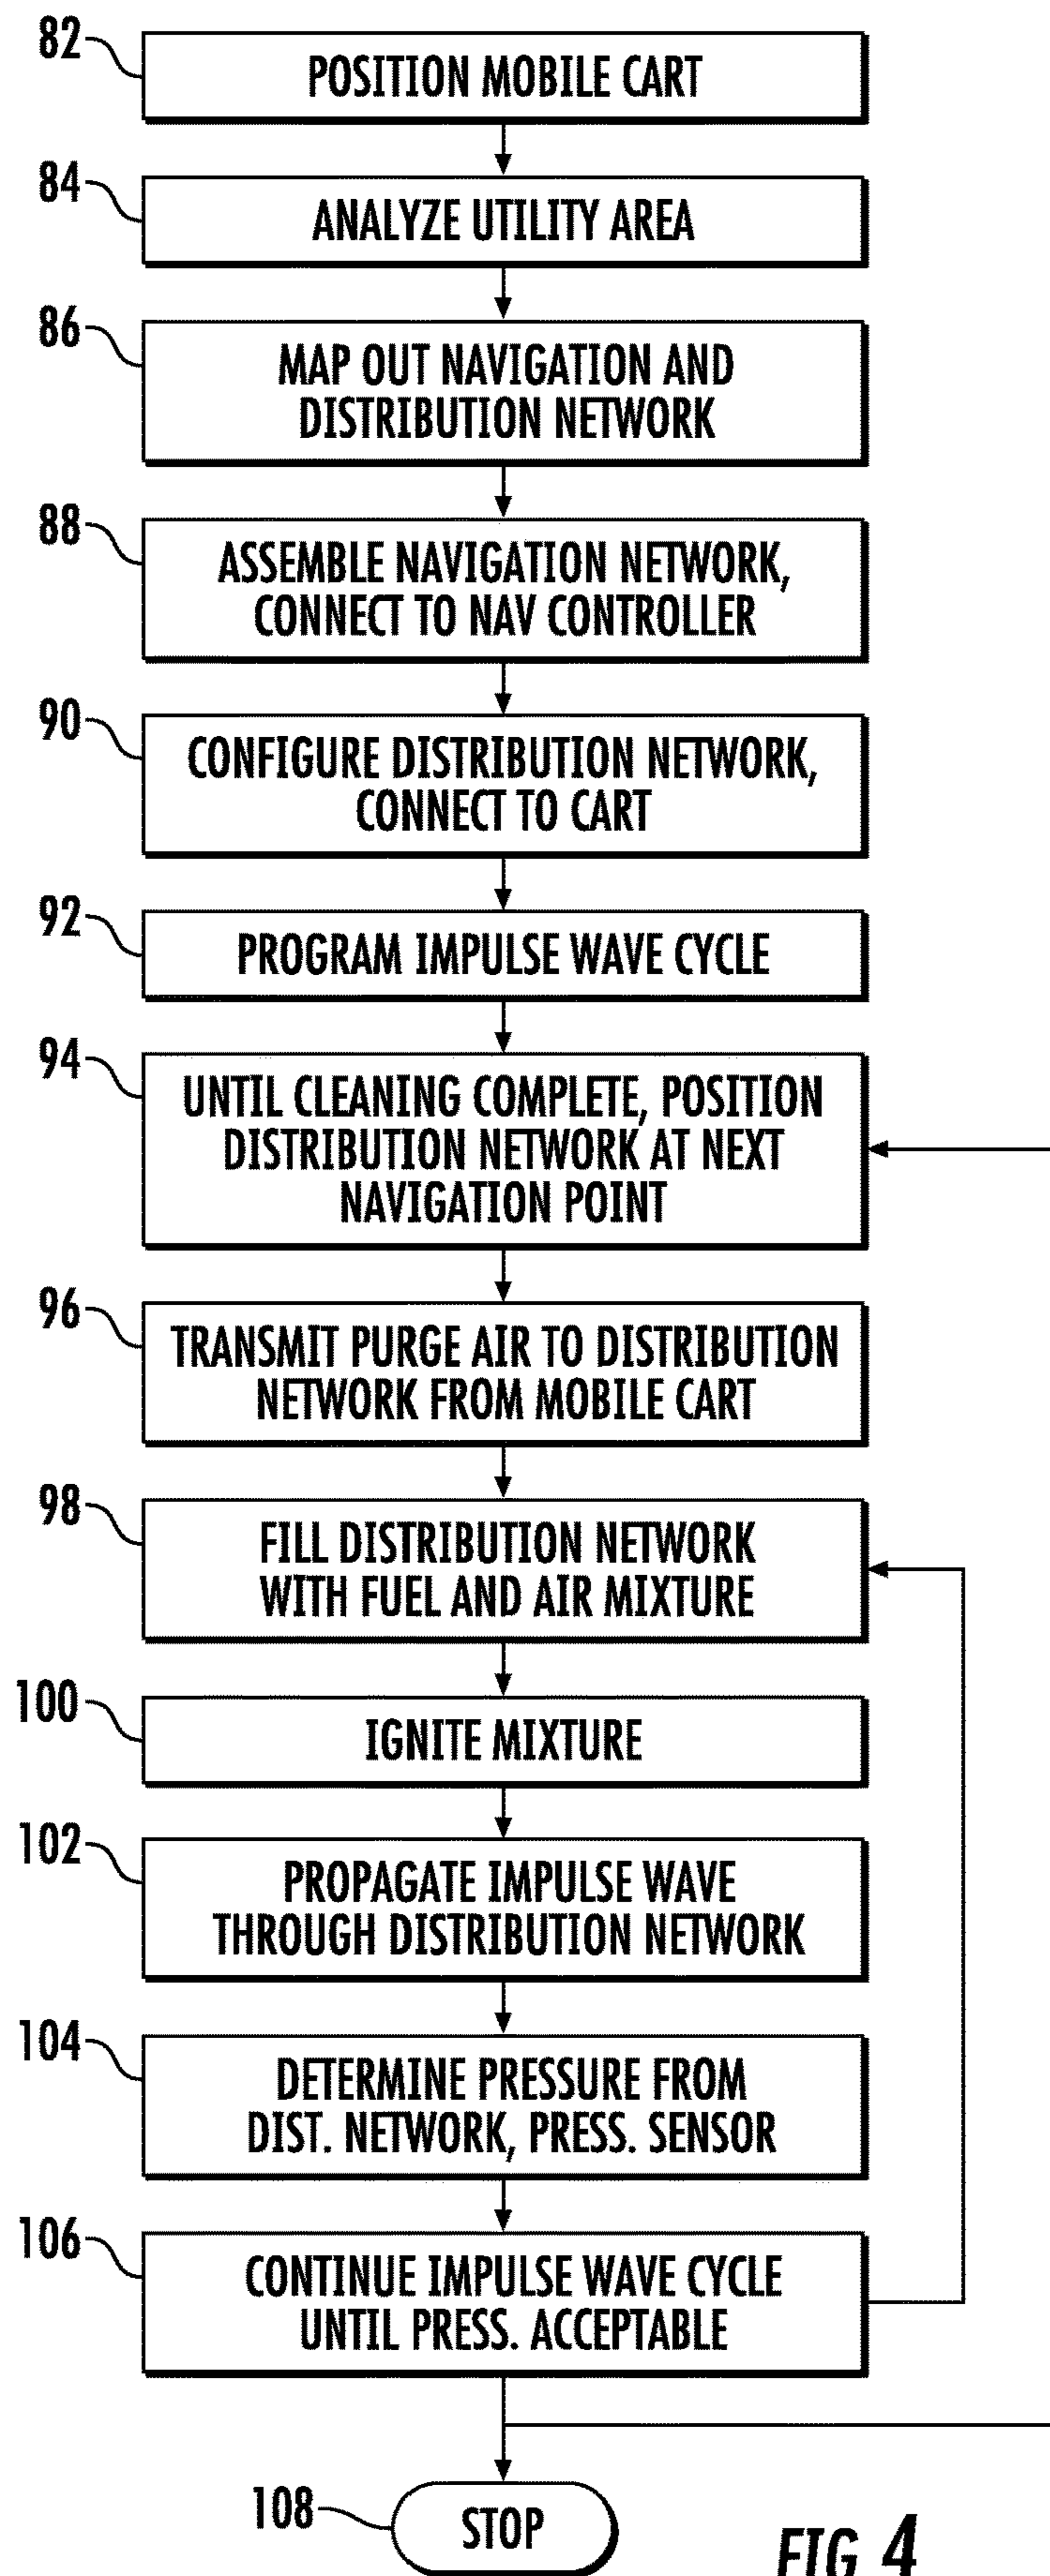 82
POSITION MOBILE CART
84
ANALYZE UTILITY AREA
86
MAP OUT NAVIGATION AND
DISTRIBUTION NETWORK
88
ASSEMBLE NAVIGATION NETWORK,
CONNECT TO NAV CONTROLLER
90
CONFIGURE DISTRIBUTION NETWORK,
CONNECT TO CART
92
PROGRAM IMPULSE WAVE CYCLE
94
UNTIL CLEANING COMPLETE, POSITION
DISTRIBUTION NETWORK AT NEXT
NAVIGATION POINT
96
TRANSMIT PURGE AIR TO DISTRIBUTION
NETWORK FROM MOBILE CART
98
FILL DISTRIBUTION NETWORK
WITH FUEL AND AIR MIXTURE
100
IGNITE MIXTURE
102
PROPAGATE IMPULSE WAVE
THROUGH DISTRIBUTION NETWORK
104
DETERMINE PRESSURE FROM
DIST. NETWORK, PRESS. SENSOR
106
CONTINUE IMPULSE WAVE CYCLE
UNTIL PRESS. ACCEPTABLE
108
STOP
FIG 4